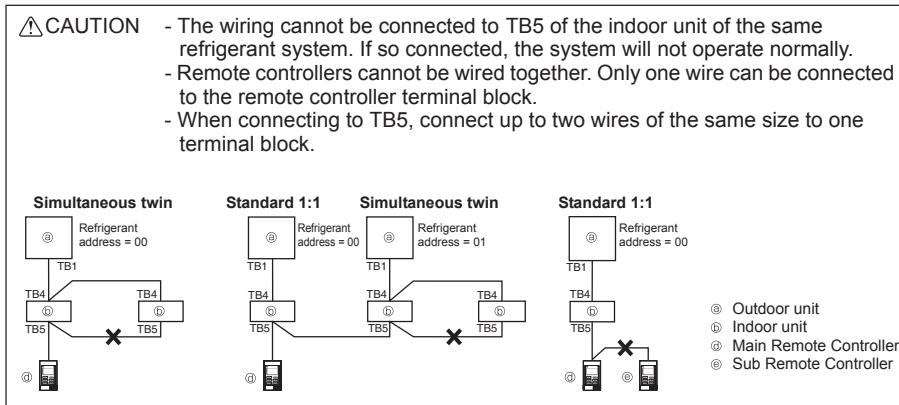 ⚠CAUTION - The wiring cannot be connected to TB5 of the indoor unit of the same
refrigerant system. If so connected, the system will not operate normally.
- Remote controllers cannot be wired together. Only one wire can be connected
to the remote controller terminal block.
- When connecting to TB5, connect up to two wires of the same size to one
terminal block.
Simultaneous twin
ⓐ
Refrigerant
address = 00
TB1
TB4
TB4
ⓑ
ⓑ
TB5
TB5
ⓓ
Standard 1:1
ⓐ
Refrigerant
address = 00
TB1
TB4
ⓑ
TB5
ⓓ
Simultaneous twin
ⓐ
Refrigerant
address = 01
TB1
TB4
TB4
ⓑ
ⓑ
TB5
TB5
Standard 1:1
ⓐ
Refrigerant
address = 00
TB1
TB4
ⓑ
TB5
ⓓ
ⓔ
ⓐ Outdoor unit
ⓑ Indoor unit
ⓓ Main Remote Controller
ⓔ Sub Remote Controller